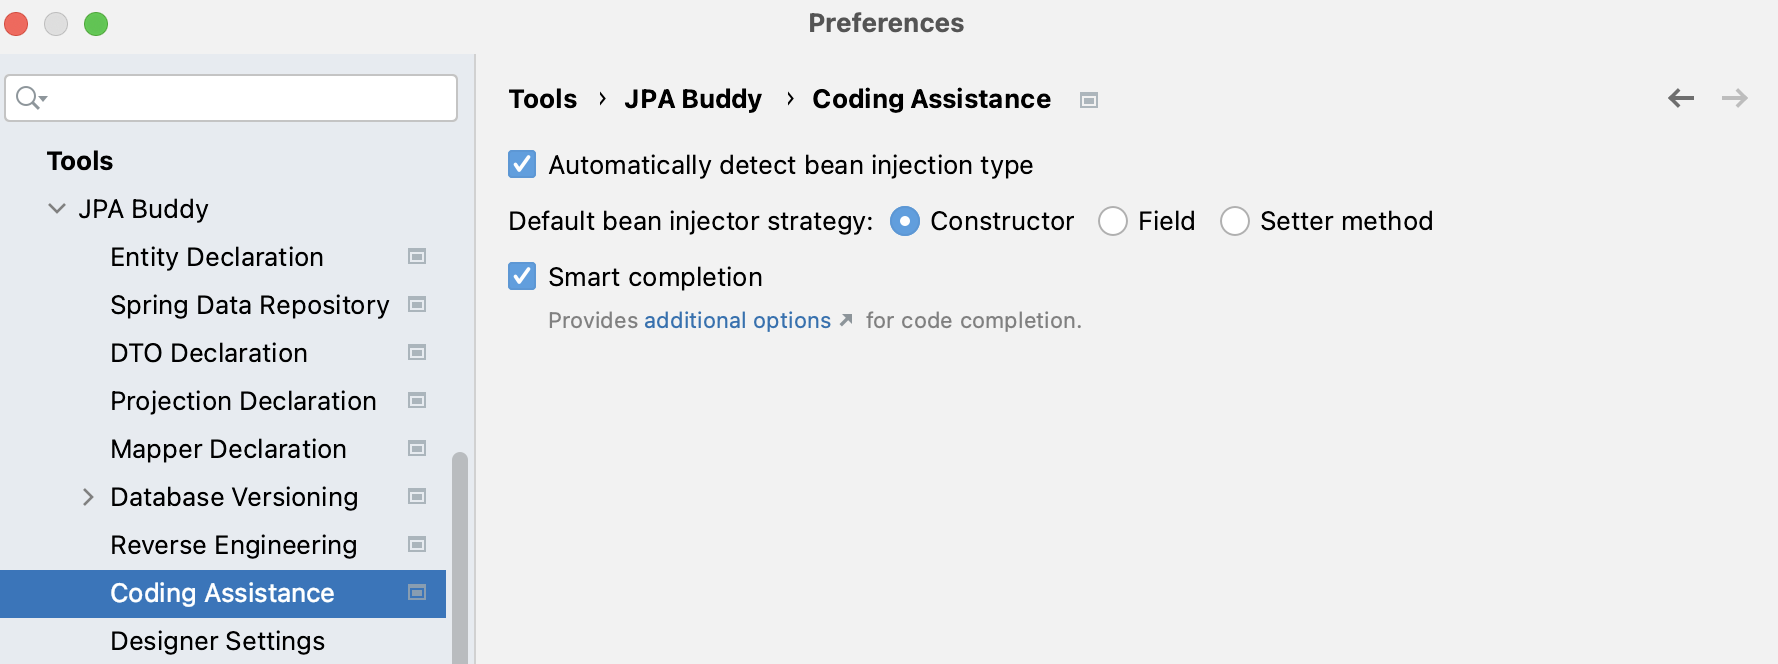 Preferences
Tools
JPA Buddy
Entity Declaration
Spring Data Repository
DTO Declaration
Projection Declaration
Mapper Declaration
Database Versioning
Reverse Engineering
Coding Assistance
Designer Settings
Tools › JPA Buddy › Coding Assistance
Automatically detect bean injection type
Default bean injector strategy: Constructor Field Setter method
Smart completion
Provides additional options ↗ for code completion.